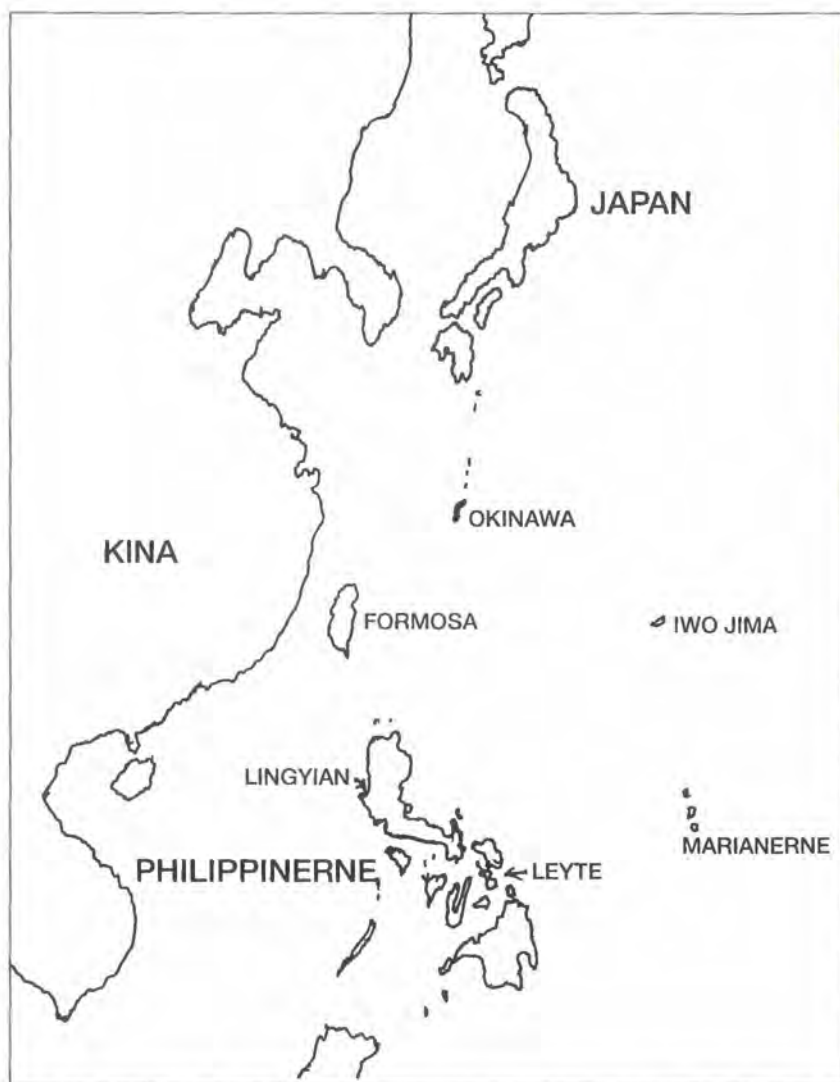 JAPAN
OKINAWA
KINA
FORMOSA
IWO JIMA
LINGYIAN
MARIANERNE
PHILIPPINERNE
LEYTE